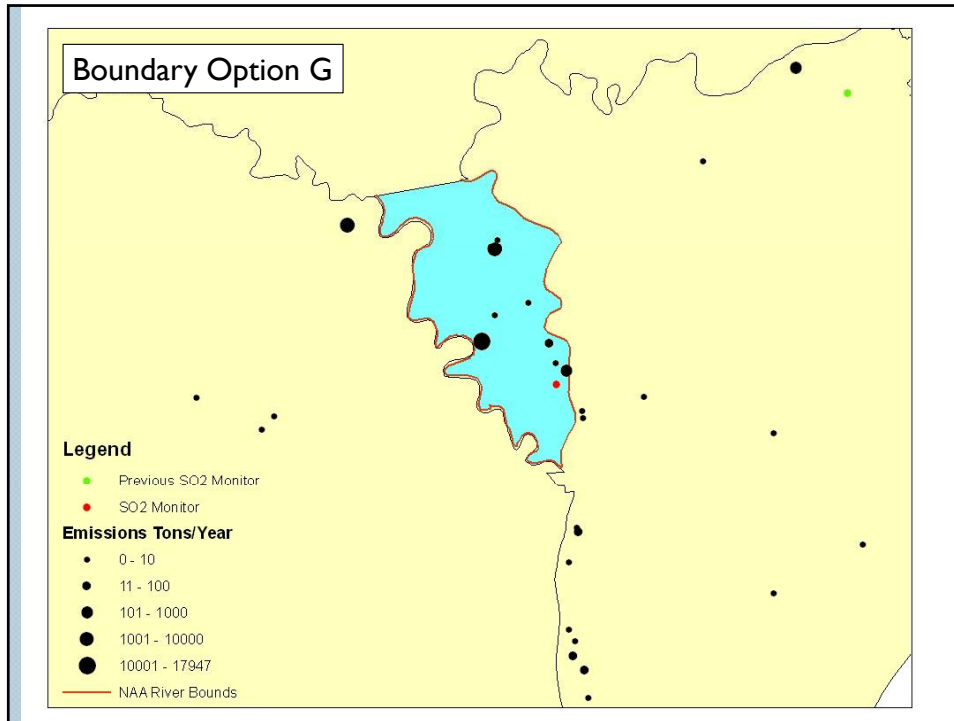 Boundary Option G
Legend
Previous SO2 Monitor
SO2 Monitor
Emissions Tons/Year
0 - 10
11 - 100
101 - 1000
1001 - 10000
10001 - 17947
NAA River Bounds